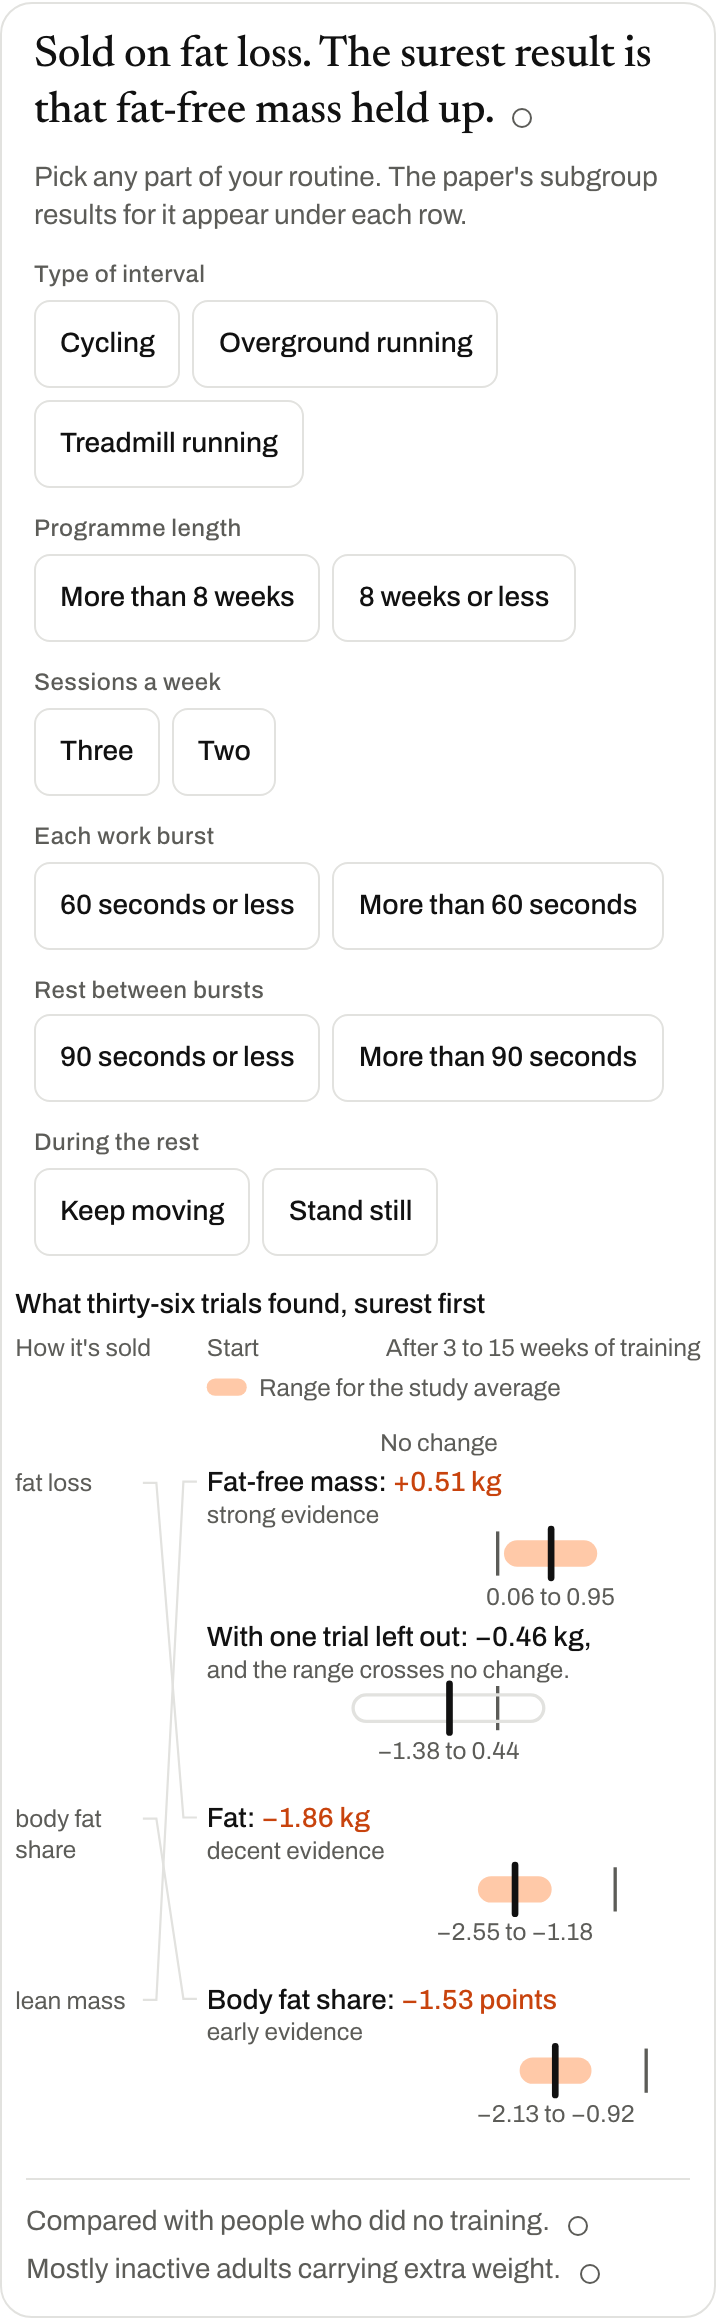 Sold on fat loss. The surest result is
that fat-free mass held up.
Pick any part of your routine. The paper's subgroup
results for it appear under each row.
Type of interval
Cycling
Overground running
Treadmill running
Programme length
More than 8 weeks
8 weeks or less
Sessions a week
Three
Two
Each work burst
60 seconds or less
More than 60 seconds
Rest between bursts
90 seconds or less
More than 90 seconds
During the rest
Keep moving
Stand still
What thirty-six trials found, surest first
How it's sold
Start
After 3 to 15 weeks of training
Range for the study average
No change
fat loss
Fat-free mass: +0.51 kg
strong evidence
0.06 to 0.95
With one trial left out: −0.46 kg,
and the range crosses no change.
−1.38 to 0.44
body fat
share
Fat: −1.86 kg
decent evidence
−2.55 to −1.18
lean mass
Body fat share: −1.53 points
early evidence
−2.13 to −0.92
Compared with people who did no training.
Mostly inactive adults carrying extra weight.